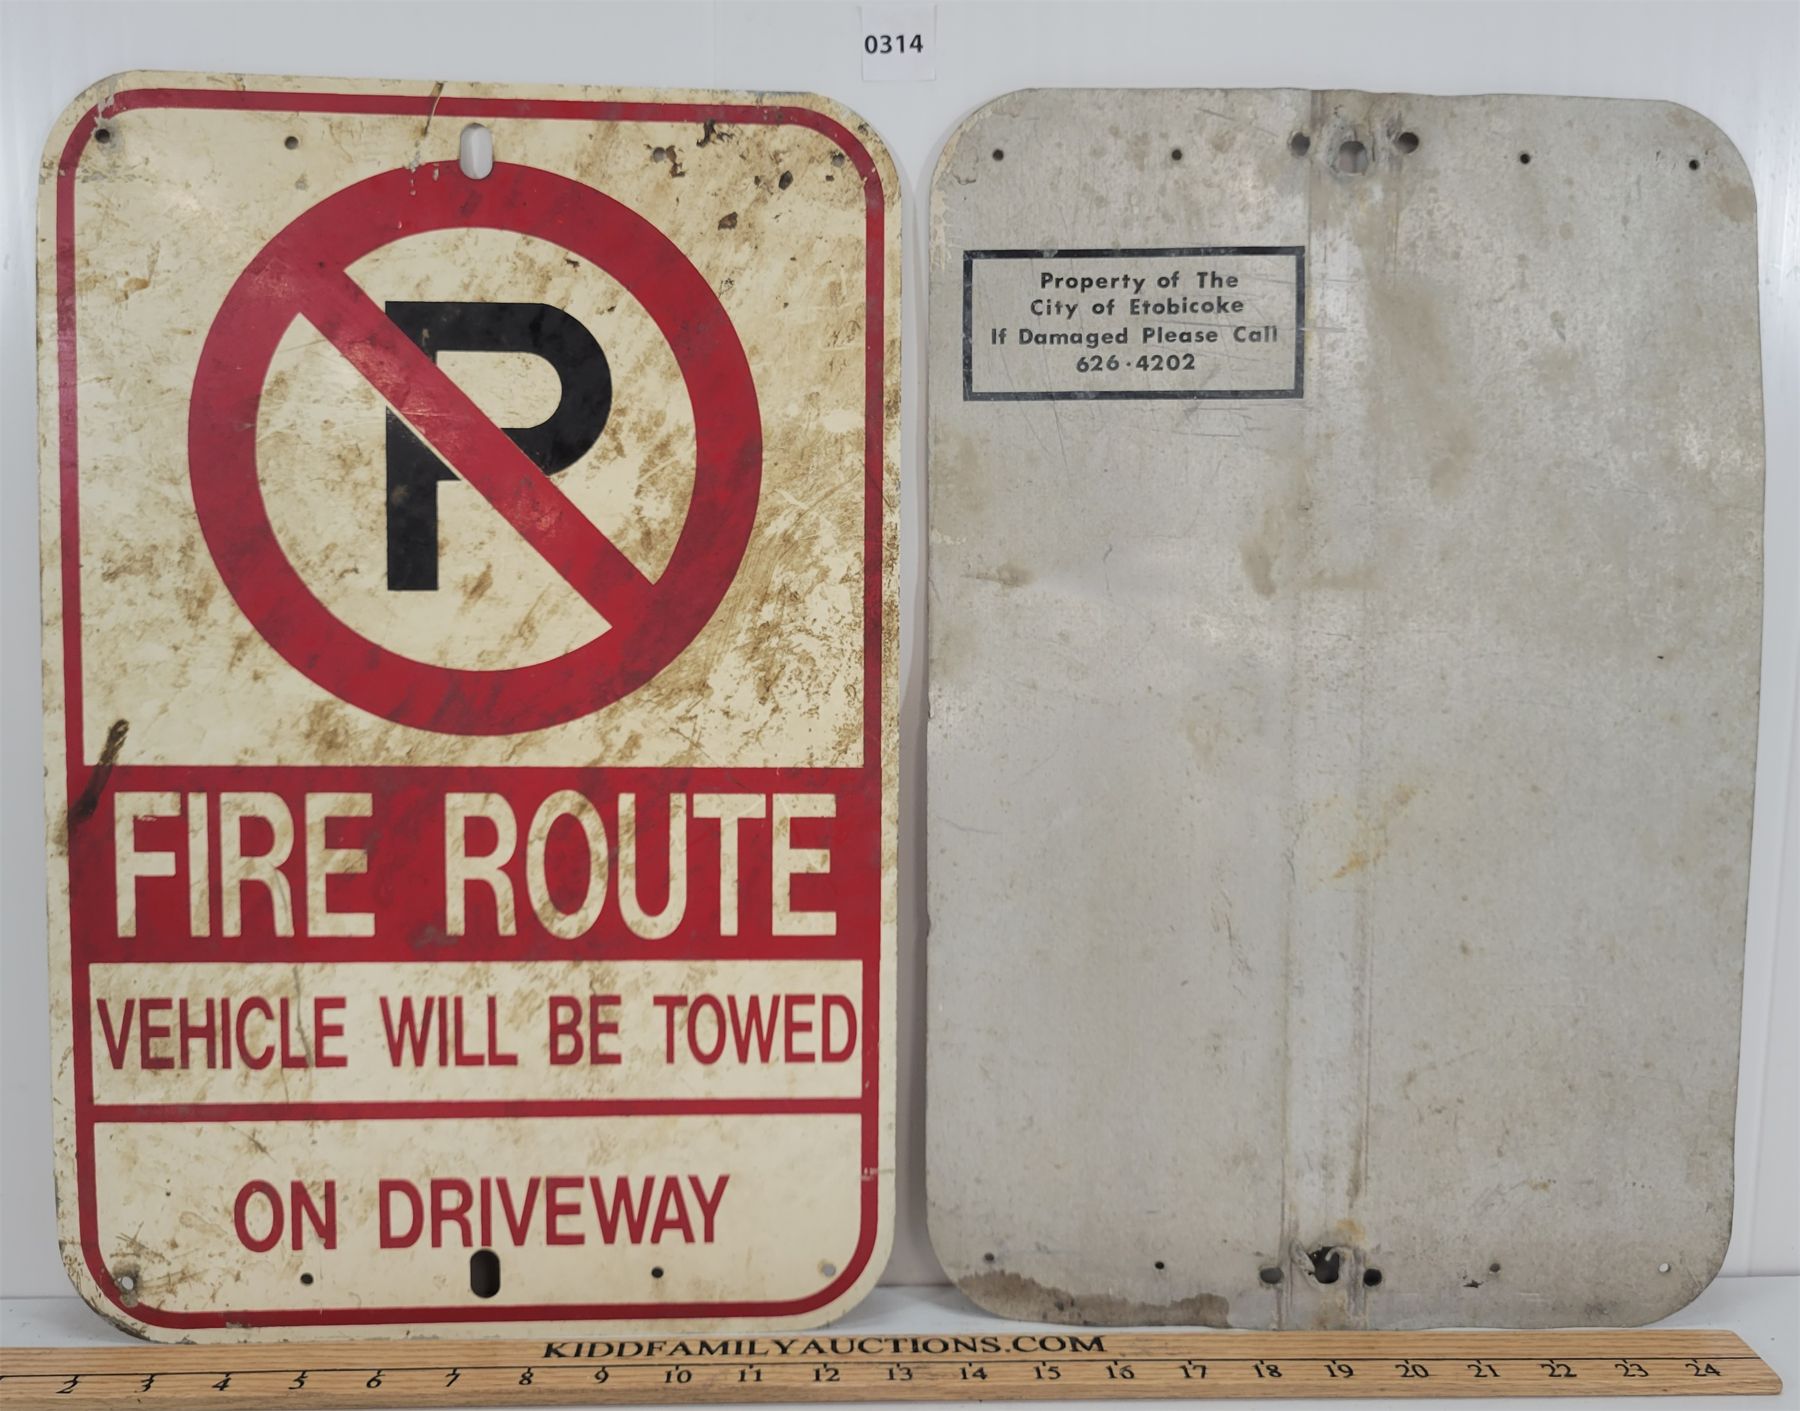 0314
P
FIRE ROUTE
VEHICLE WILL BE TOWED
ON DRIVEWAY
Property of The
City of Etobicoke
If Damaged Please Call
626·4202
KIDDFAMILYAUCTIONS.COM
2 3 4 5 6 7 8 9 10 11 12 13 14 15 16 17 18 19 20 21 22 23 24